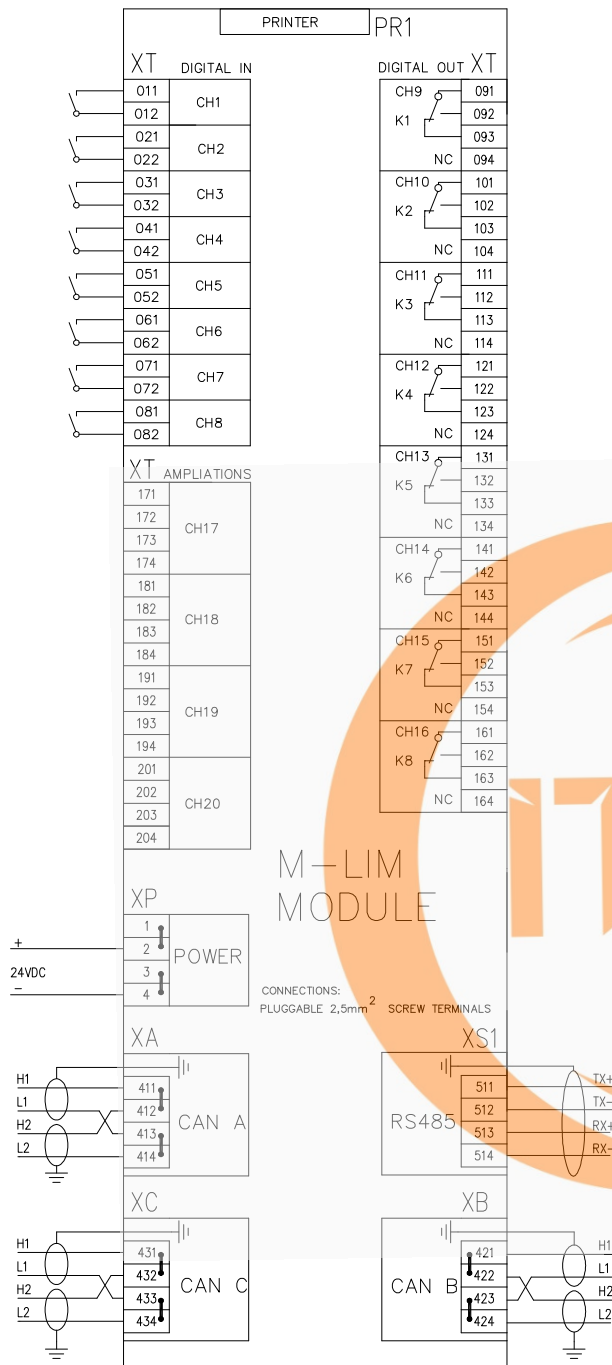 PRINTER
PR1
XT DIGITAL IN
011
012
CH1
021
022
CH2
031
032
CH3
041
042
CH4
051
052
CH5
061
062
CH6
071
072
CH7
081
082
CH8
DIGITAL OUT XT
CH9
K1
NC
091
092
093
094
CH10
K2
NC
101
102
103
104
CH11
K3
NC
111
112
113
114
CH12
K4
NC
121
122
123
124
CH13
K5
NC
131
132
133
134
CH14
K6
NC
141
142
143
144
CH15
K7
NC
151
152
153
154
CH16
K8
NC
161
162
163
164
XT AMPLIATIONS
171
172
173
174
CH17
181
182
183
184
CH18
191
192
193
194
CH19
201
202
203
204
CH20
M-LIM
MODULE
XP
1
2
3
4
POWER
+
24VDC
-
CONNECTIONS:
PLUGGABLE 2,5mm² SCREW TERMINALS
XA
H1
L1
H2
L2
411
412
413
414
CAN A
XS1
RS485
511
512
513
514
TX+
TX-
RX+
RX-
XC
H1
L1
H2
L2
431
432
433
434
CAN C
XB
CAN B
421
422
423
424
H1
L1
H2
L2